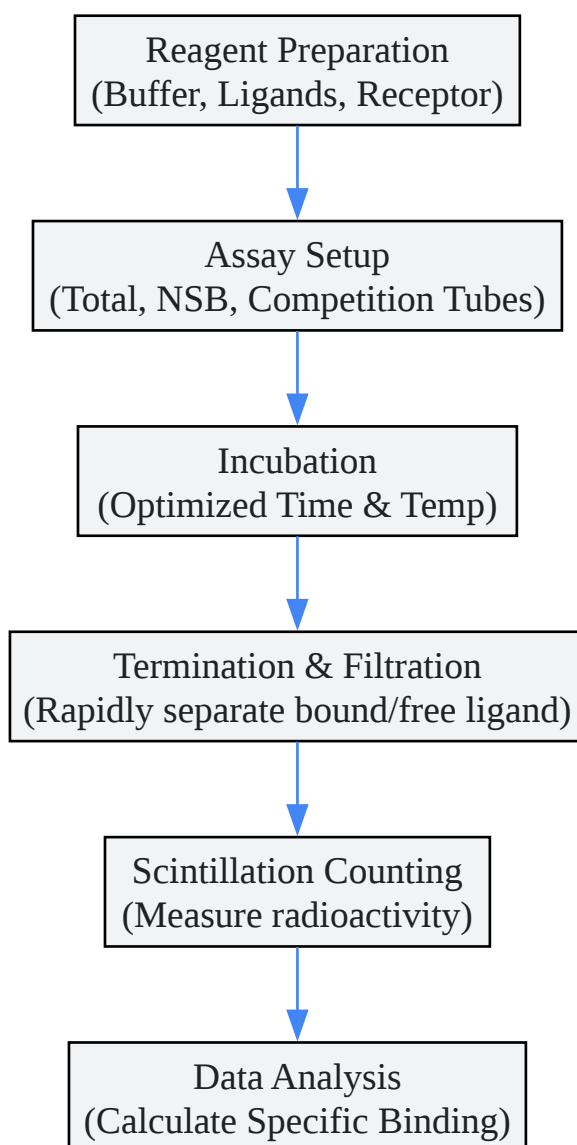 Reagent Preparation
(Buffer, Ligands, Receptor)
Assay Setup
(Total, NSB, Competition Tubes)
Incubation
(Optimized Time & Temp)
Termination & Filtration
(Rapidly separate bound/free ligand)
Scintillation Counting
(Measure radioactivity)
Data Analysis
(Calculate Specific Binding)